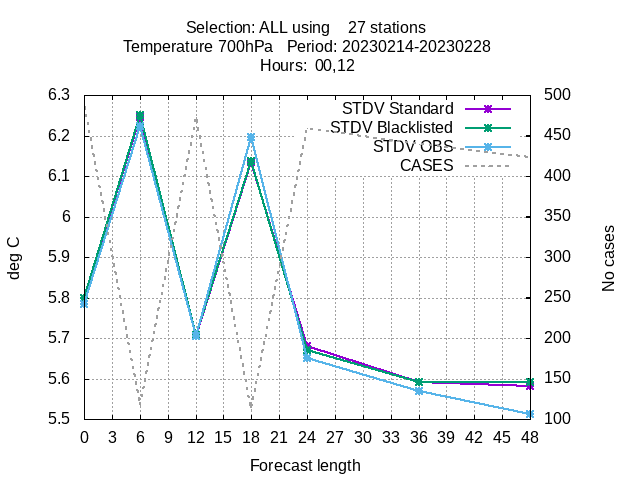 Selection: ALL using    27 stations
Temperature 700hPa   Period: 20230214-20230228
Hours:  00,12
STDV Standard
STDV Blacklisted
STDV OBS
CASES
6.3
6.2
6.1
6
5.9
5.8
5.7
5.6
5.5
500
450
400
350
300
250
200
150
100
deg C
No cases
0 3 6 9 12 15 18 21 24 27 30 33 36 39 42 45 48
Forecast length